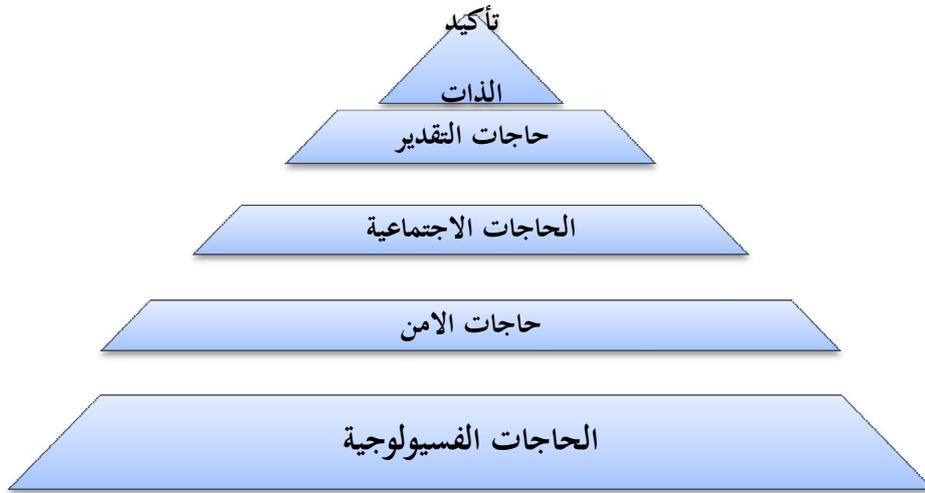 تأكيد
الذات
حاجات التقدير
الحاجات الاجتماعية
حاجات الامن
الحاجات الفسيولوجية